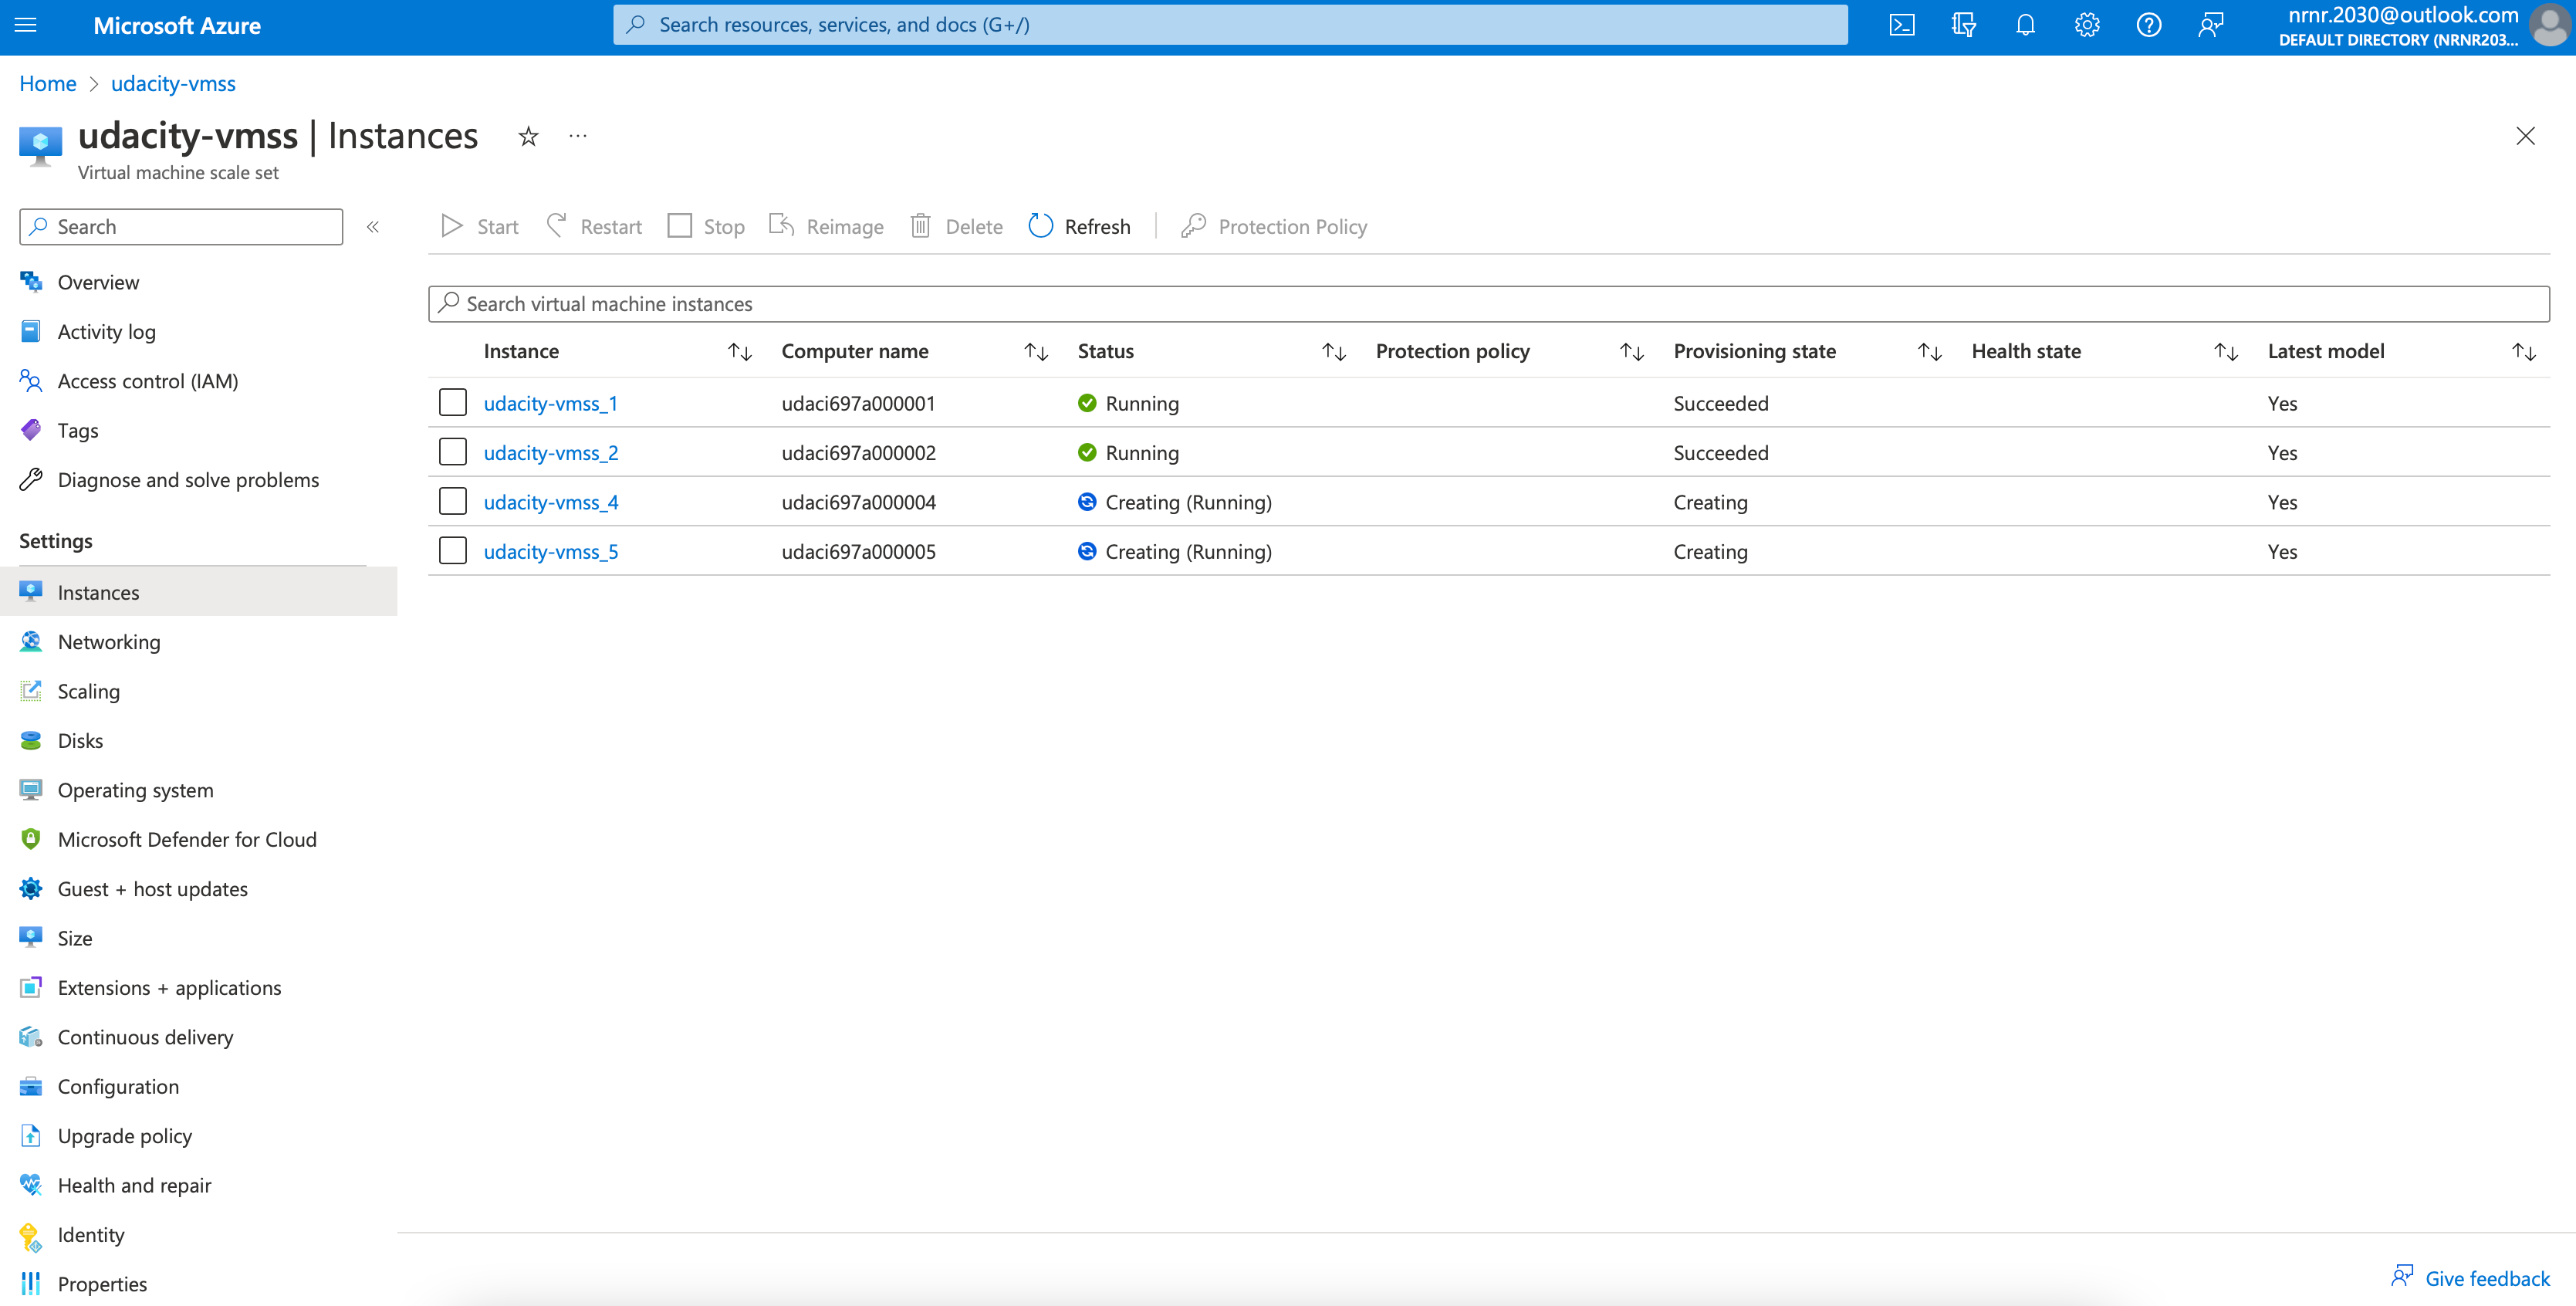 Microsoft Azure
Search resources, services, and docs (G+/)
nrnr.2030@outlook.com
DEFAULT DIRECTORY (NRNR203...
Home > udacity-vmss
udacity-vmss | Instances
Virtual machine scale set
Search
Overview
Activity log
Access control (IAM)
Tags
Diagnose and solve problems
Settings
Instances
Networking
Scaling
Disks
Operating system
Microsoft Defender for Cloud
Guest + host updates
Size
Extensions + applications
Continuous delivery
Configuration
Upgrade policy
Health and repair
Identity
Properties
Start Restart Stop Reimage Delete Refresh Protection Policy
Search virtual machine instances
Instance Computer name Status Protection policy Provisioning state Health state Latest model
udacity-vmss_1 udaci697a000001 Running Succeeded Yes
udacity-vmss_2 udaci697a000002 Running Succeeded Yes
udacity-vmss_4 udaci697a000004 Creating (Running) Creating Yes
udacity-vmss_5 udaci697a000005 Creating (Running) Creating Yes
Give feedback